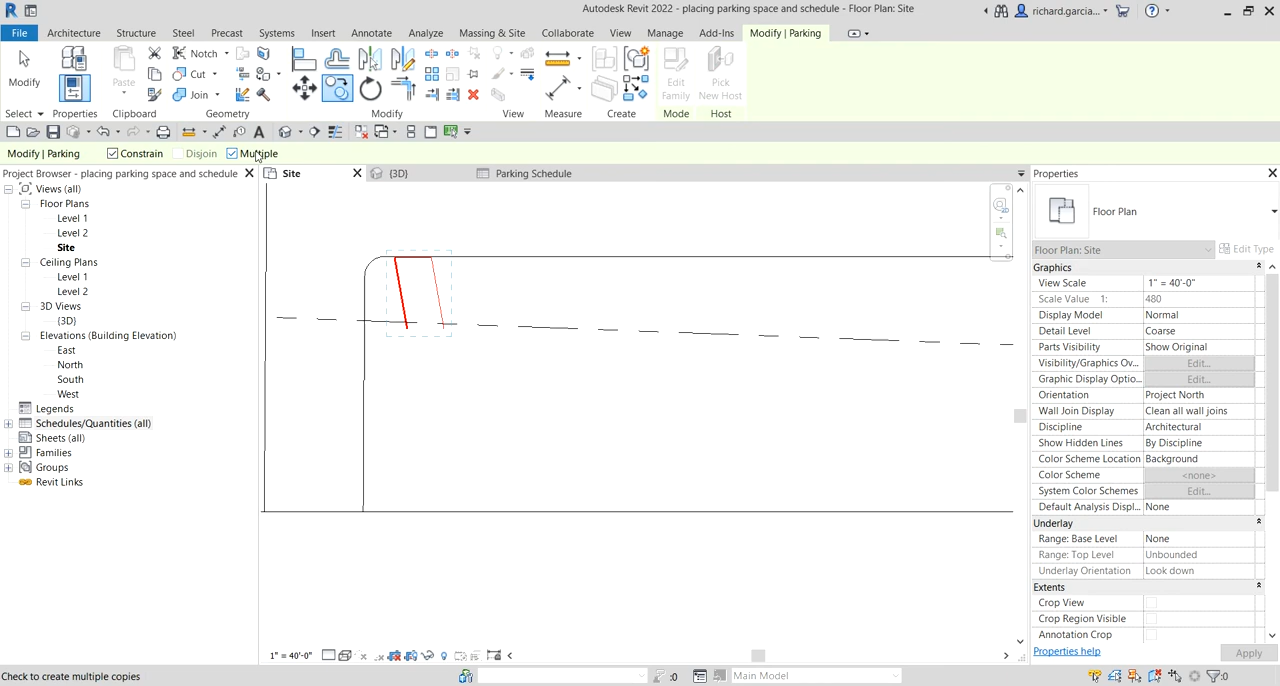 Autodesk Revit 2022 - placing parking space and schedule - Floor Plan: Site
richard.garcia...
File Architecture Structure Steel Precast Systems Insert Annotate Analyze Massing & Site Collaborate View Manage Add-Ins Modify | Parking
Modify
Paste
Notch
Cut
Join
Edit Family
Pick New Host
Select Properties Clipboard Geometry Modify View Measure Create Mode Host
Modify | Parking Constrain Disjoin Multiple
Project Browser - placing parking space and schedule
Views (all)
Floor Plans
Level 1
Level 2
Site
Ceiling Plans
Level 1
Level 2
3D Views
{3D}
Elevations (Building Elevation)
East
North
South
West
Legends
Schedules/Quantities (all)
Sheets (all)
Families
Groups
Revit Links
Site {3D} Parking Schedule
Properties
Floor Plan
Floor Plan: Site Edit Type
Graphics
View Scale 1" = 40'-0"
Scale Value 1: 480
Display Model Normal
Detail Level Coarse
Parts Visibility Show Original
Visibility/Graphics Ov... Edit...
Graphic Display Optio... Edit...
Orientation Project North
Wall Join Display Clean all wall joins
Discipline Architectural
Show Hidden Lines By Discipline
Color Scheme Location Background
Color Scheme <none>
System Color Schemes Edit...
Default Analysis Displ... None
Underlay
Range: Base Level None
Range: Top Level Unbounded
Underlay Orientation Look down
Extents
Crop View
Crop Region Visible
Annotation Crop
Properties help Apply
1" = 40'-0"
Check to create multiple copies :0 Main Model :0